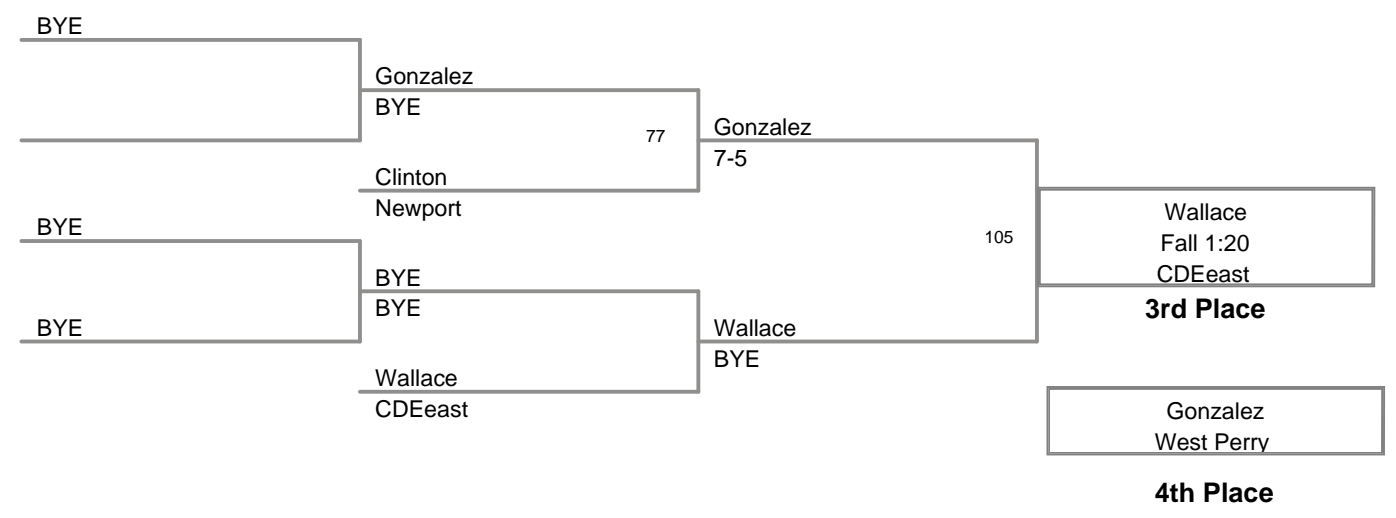 BYE
Gonzalez
BYE
77
Gonzalez
7-5
Clinton
Newport
BYE
105
Wallace
Fall 1:20
CDEeast
3rd Place
BYE
BYE
BYE
Wallace
BYE
Wallace
CDEeast
Gonzalez
West Perry
4th Place